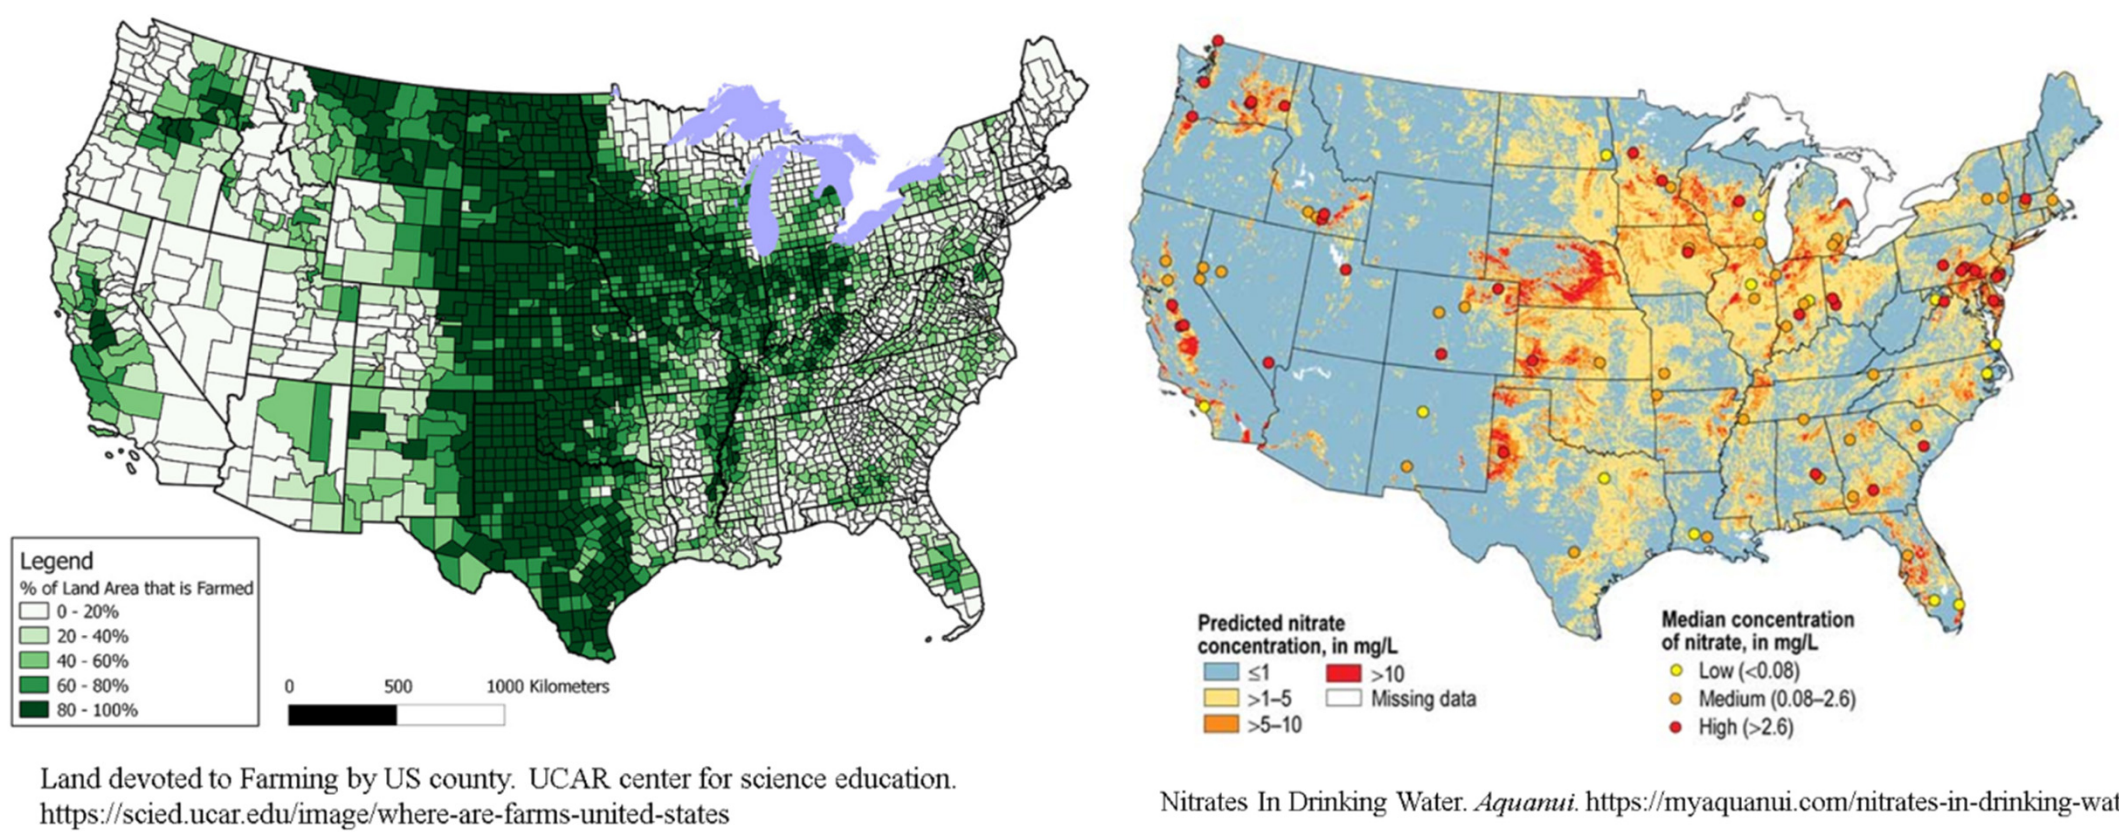 Legend
% of Land Area that is Farmed
0 - 20%
20 - 40%
40 - 60%
60 - 80%
80 - 100%
0 500 1000 Kilometers
Land devoted to Farming by US county. UCAR center for science education.
https://scied.ucar.edu/image/where-are-farms-united-states
Predicted nitrate
concentration, in mg/L
≤1
>1–5
>5–10
>10
Missing data
Median concentration
of nitrate, in mg/L
Low (<0.08)
Medium (0.08–2.6)
High (>2.6)
Nitrates In Drinking Water. Aquanui. https://myaquanui.com/nitrates-in-drinking-wat